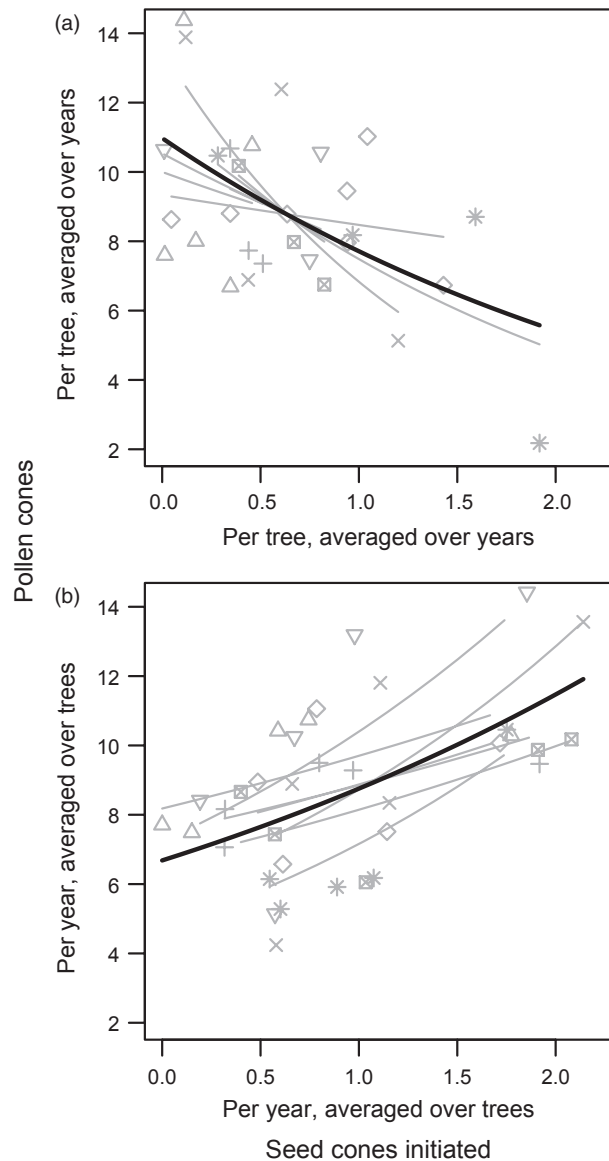 (a)
14
12
10
8
6
4
2
Per tree, averaged over years
0.0 0.5 1.0 1.5 2.0
Per tree, averaged over years
Pollen cones
(b)
14
12
10
8
6
4
2
Per year, averaged over trees
0.0 0.5 1.0 1.5 2.0
Per year, averaged over trees
Seed cones initiated